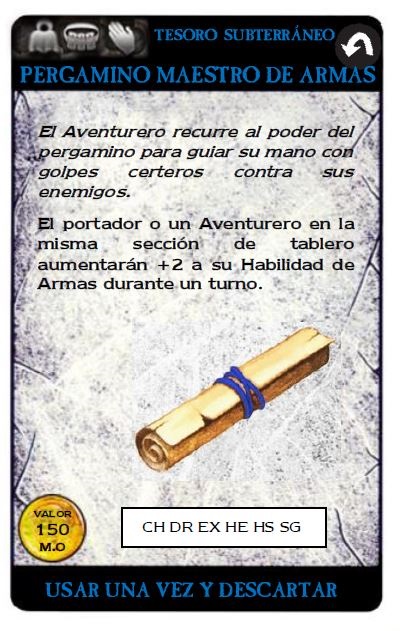 TESORO SUBTERRÁNEO
PERGAMINO MAESTRO DE ARMAS
El Aventurero recurre al poder del
pergamino para guiar su mano con
golpes certeros contra sus
enemigos.
El portador o un Aventurero en la
misma sección de tablero
aumentarán +2 a su Habilidad de
Armas durante un turno.
VALOR
150
M.O
CH DR EX HE HS SG
USAR UNA VEZ Y DESCARTAR